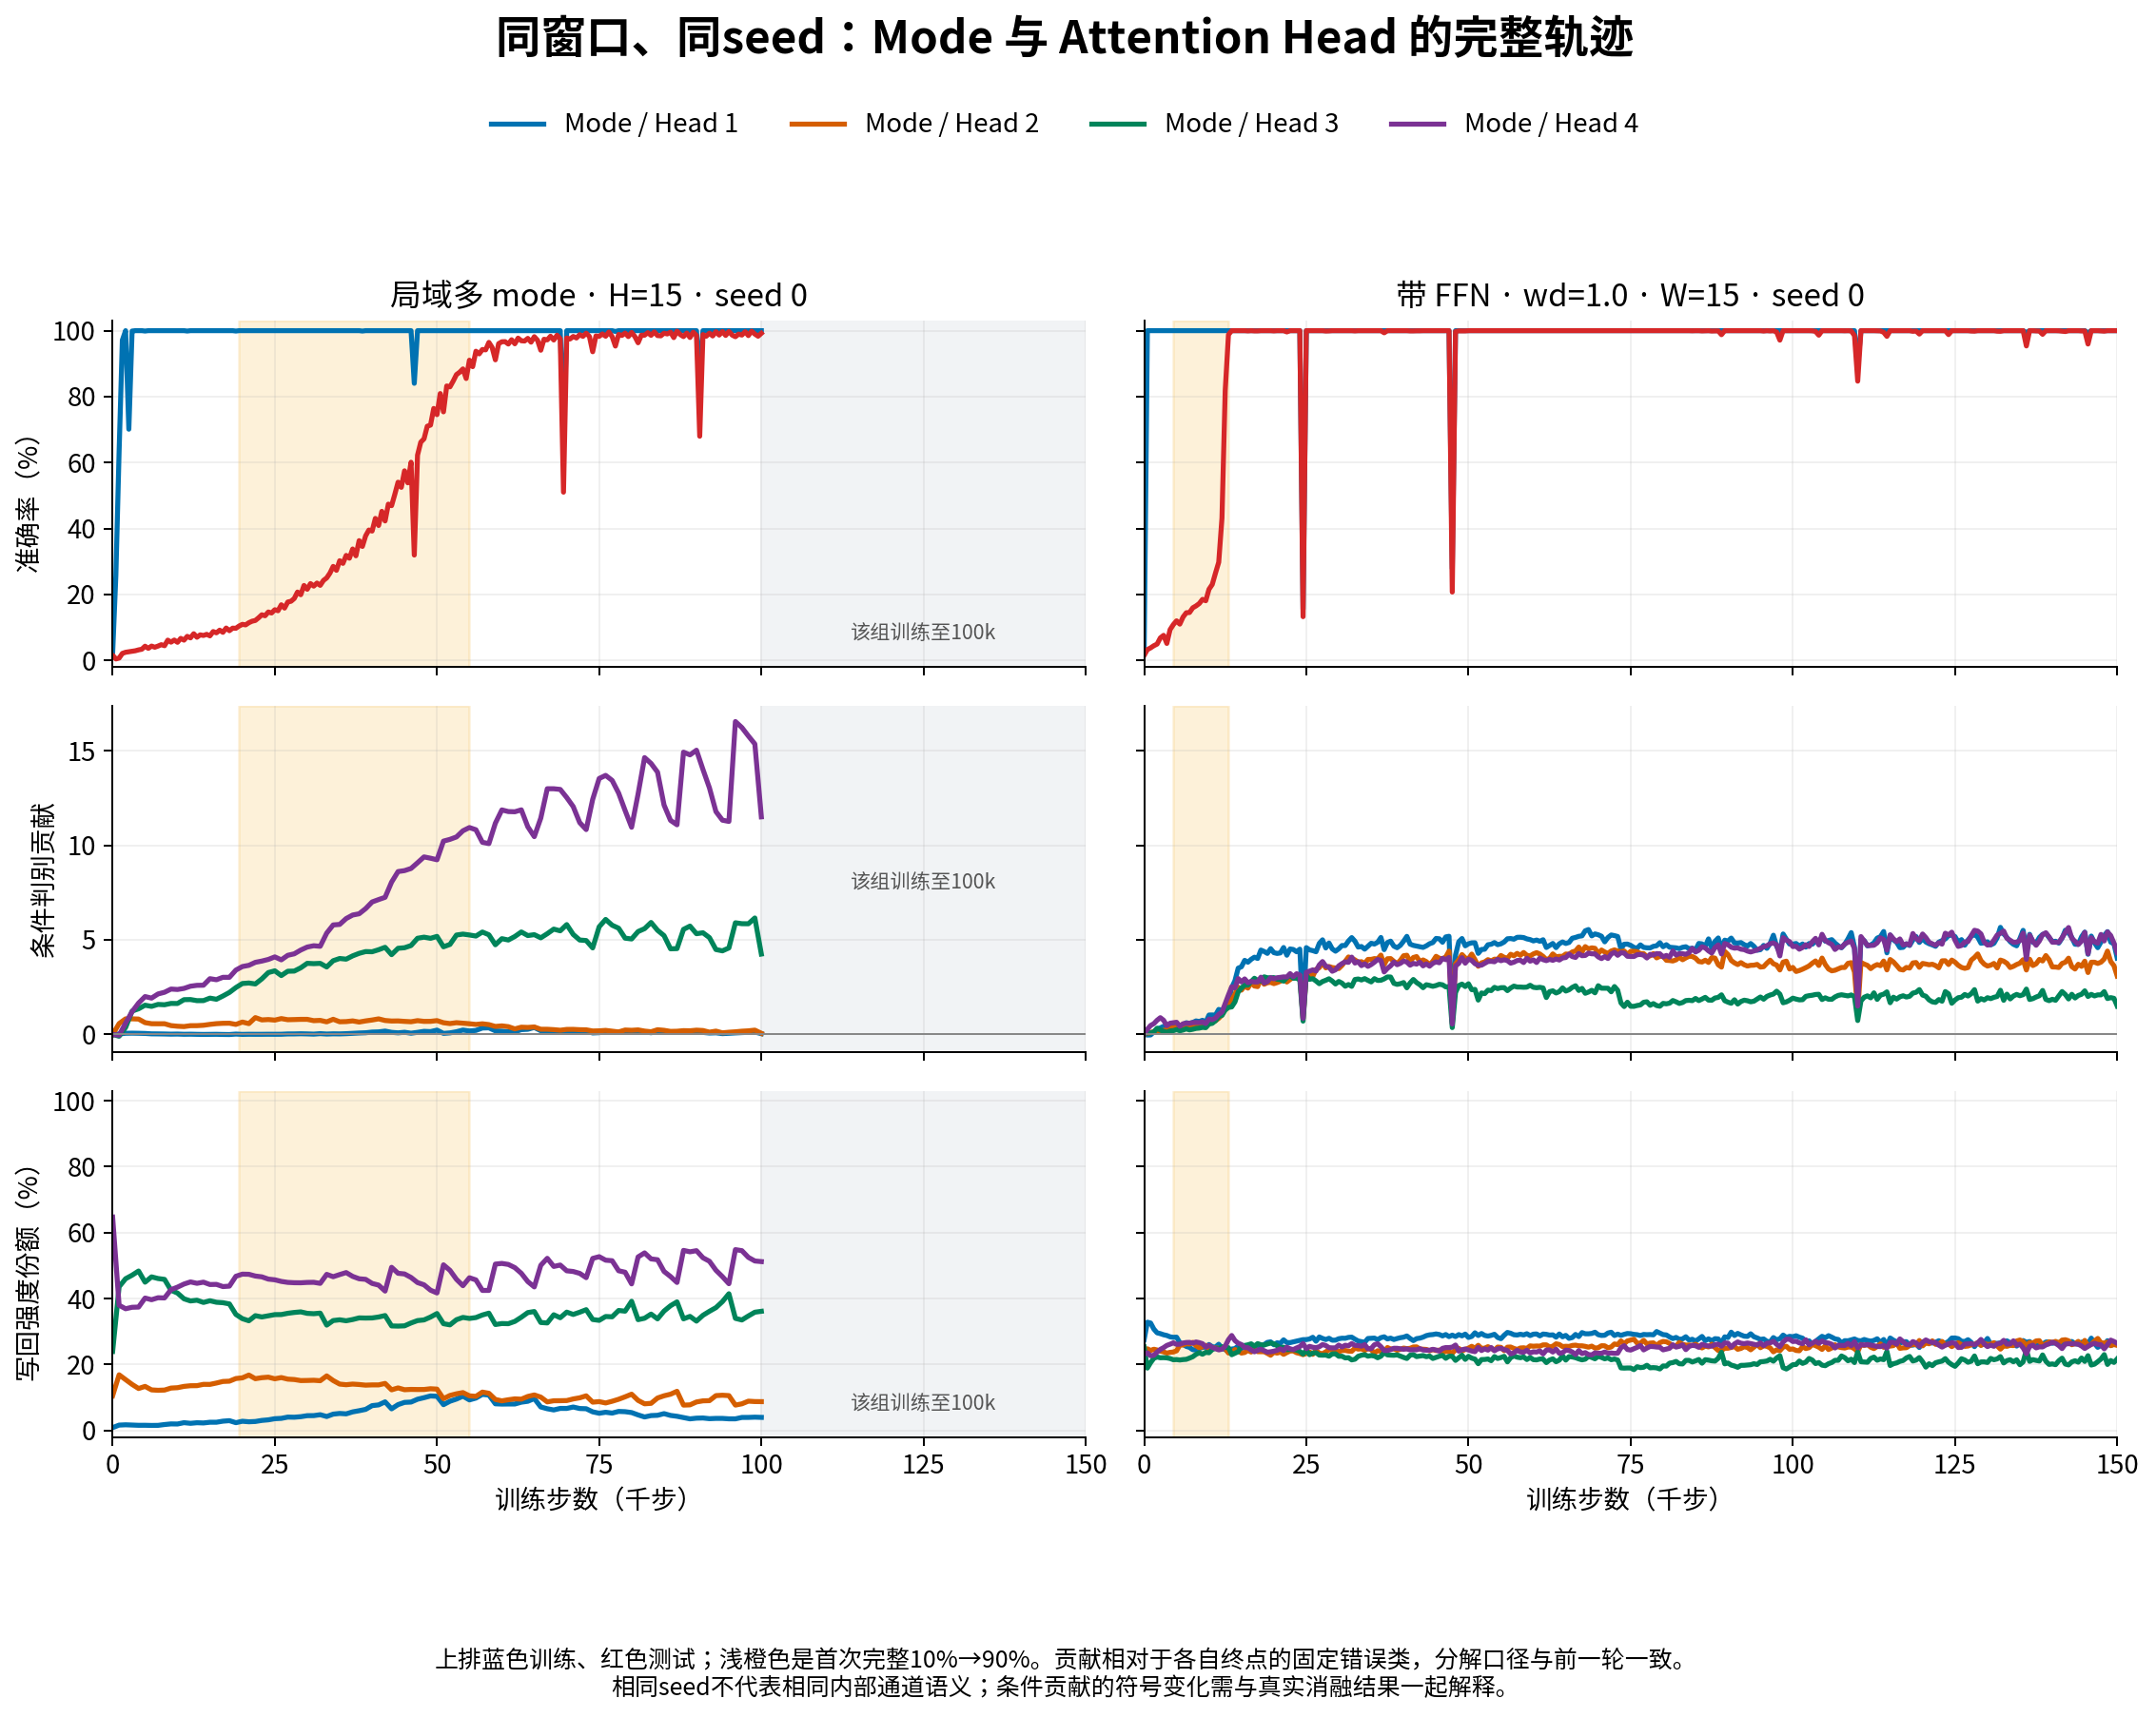 同窗口、同seed：Mode 与 Attention Head 的完整轨迹
Mode / Head 1
Mode / Head 2
Mode / Head 3
Mode / Head 4
局域多 mode · H=15 · seed 0
带 FFN · wd=1.0 · W=15 · seed 0
准确率（%）
100
80
60
40
20
0
该组训练至100k
条件判别贡献
15
10
5
0
该组训练至100k
写回强度份额（%）
100
80
60
40
20
0
该组训练至100k
0 25 50 75 100 125 150
0 25 50 75 100 125 150
训练步数（千步）
训练步数（千步）
上排蓝色训练、红色测试；浅橙色是首次完整10%→90%。贡献相对于各自终点的固定错误类，分解口径与前一轮一致。
相同seed不代表相同内部通道语义；条件贡献的符号变化需与真实消融结果一起解释。